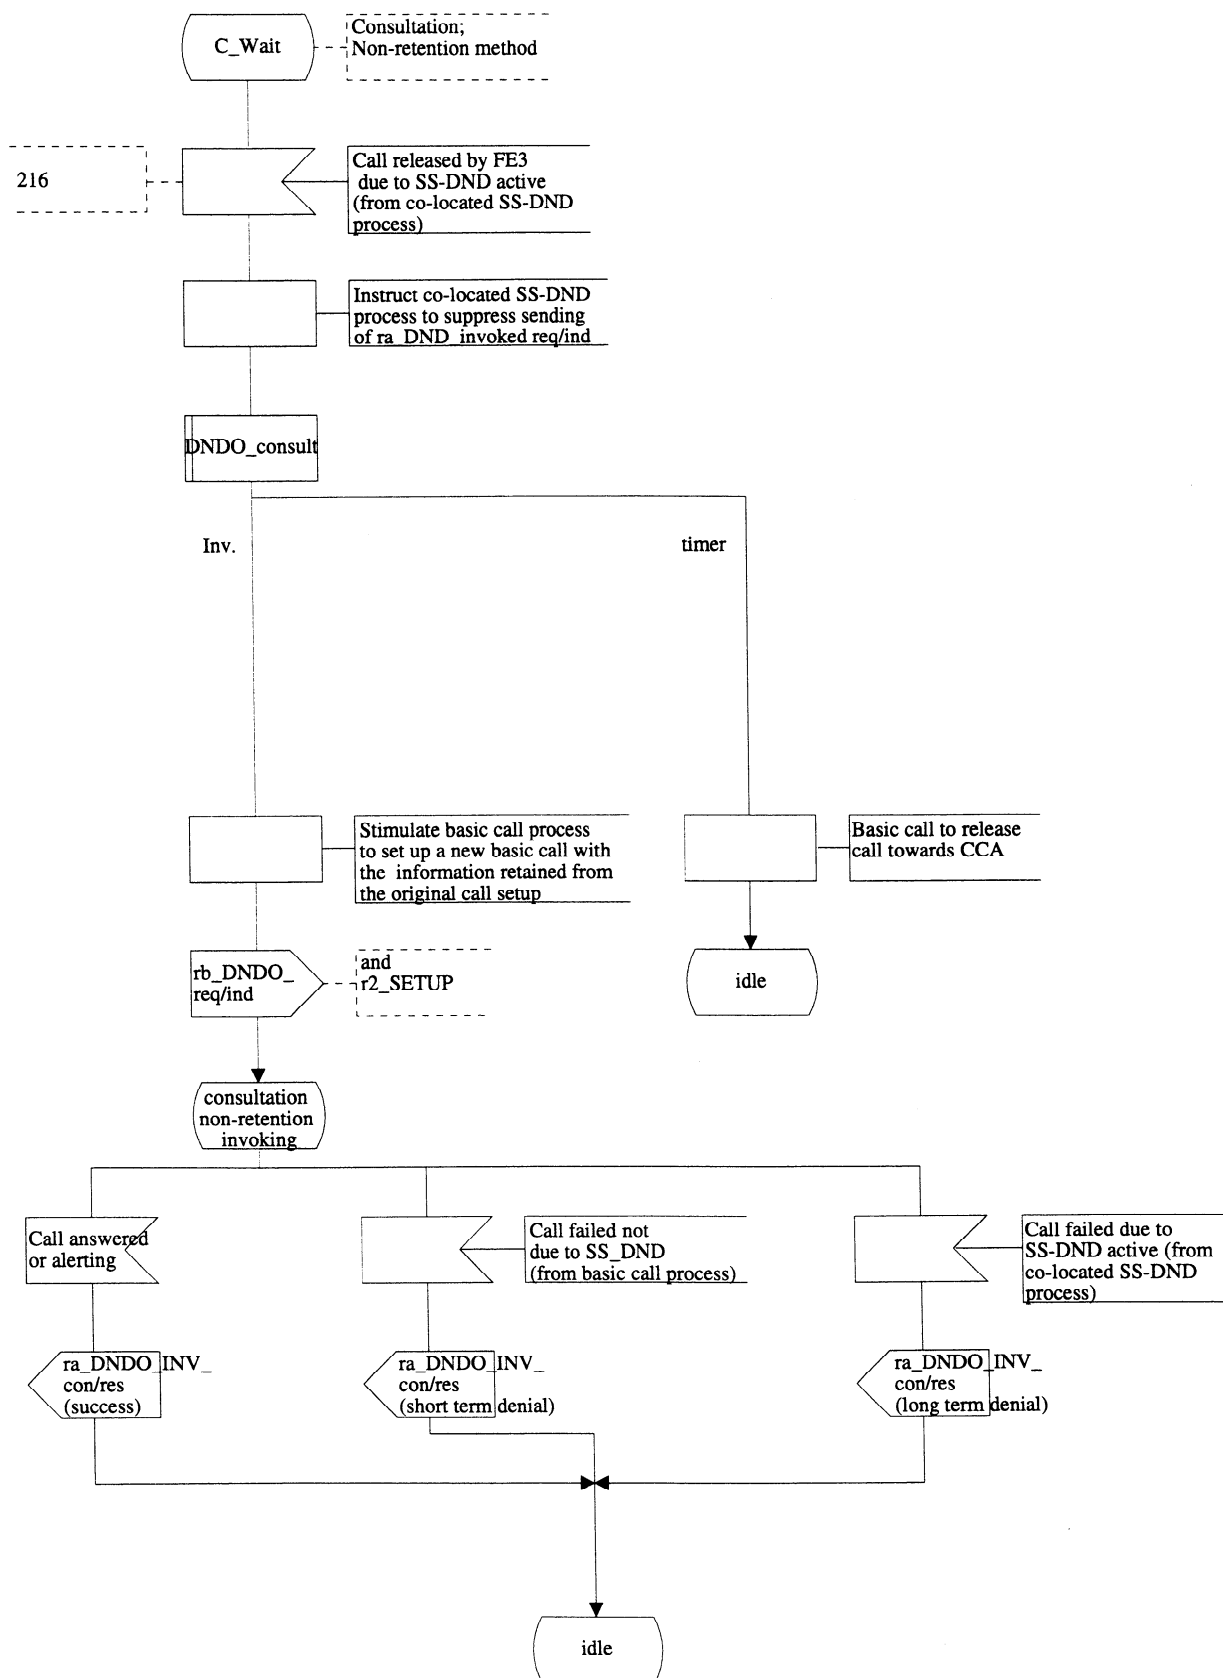 C_Wait
Consultation;
Non-retention method
216
Call released by FE3
due to SS-DND active
(from co-located SS-DND
process)
Instruct co-located SS-DND
process to suppress sending
of ra_DND_invoked req/ind
DNDO_consult
Inv.
timer
Stimulate basic call process
to set up a new basic call with
the information retained from
the original call setup
Basic call to release
call towards CCA
rb_DNDO_
req/ind
and
r2_SETUP
idle
consultation
non-retention
invoking
Call answered
or alerting
Call failed not
due to SS_DND
(from basic call process)
Call failed due to
SS-DND active (from
co-located SS-DND
process)
ra_DNDO_INV_
con/res
(success)
ra_DNDO_INV_
con/res
(short term denial)
ra_DNDO_INV_
con/res
(long term denial)
idle